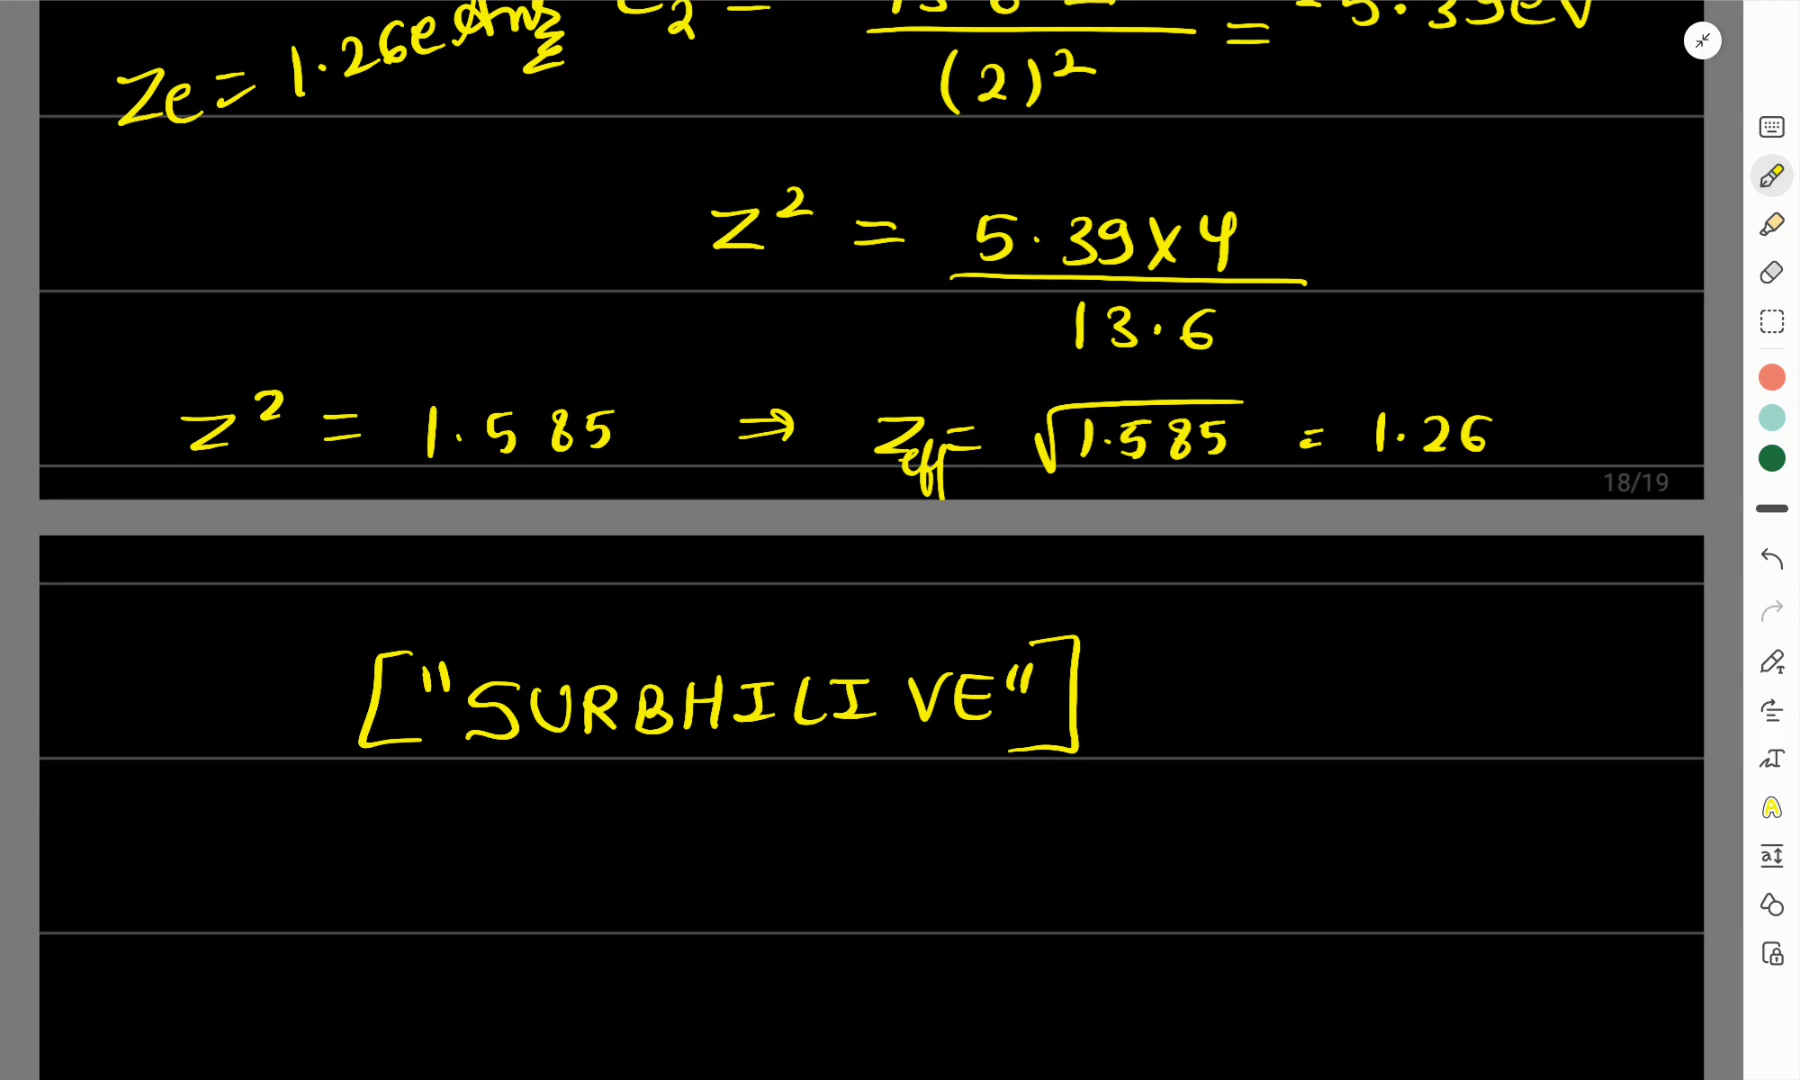 Ze = 1.26e Ans
(2)² = -5.39eV
Z² = 5.39 x 4
13.6
Z² = 1.585 ⇒ Zeff = √1.585 = 1.26
18/19
["SURBHILIVE"]